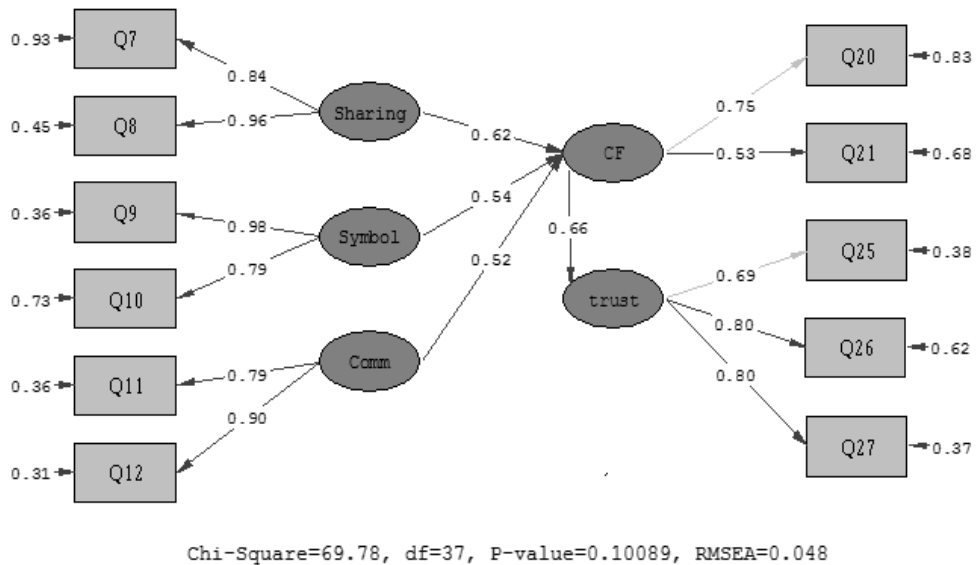 0.93
Q7
0.84
0.45
Q8
0.96
Sharing
0.62
0.36
Q9
0.98
Symbol
0.54
0.73
Q10
0.79
0.36
Q11
0.79
Comm
0.52
0.31
Q12
0.90
CF
0.75
Q20
0.83
0.53
Q21
0.68
0.66
trust
0.69
Q25
0.38
0.80
Q26
0.62
0.80
Q27
0.37
Chi-Square=69.78, df=37, P-value=0.10089, RMSEA=0.048